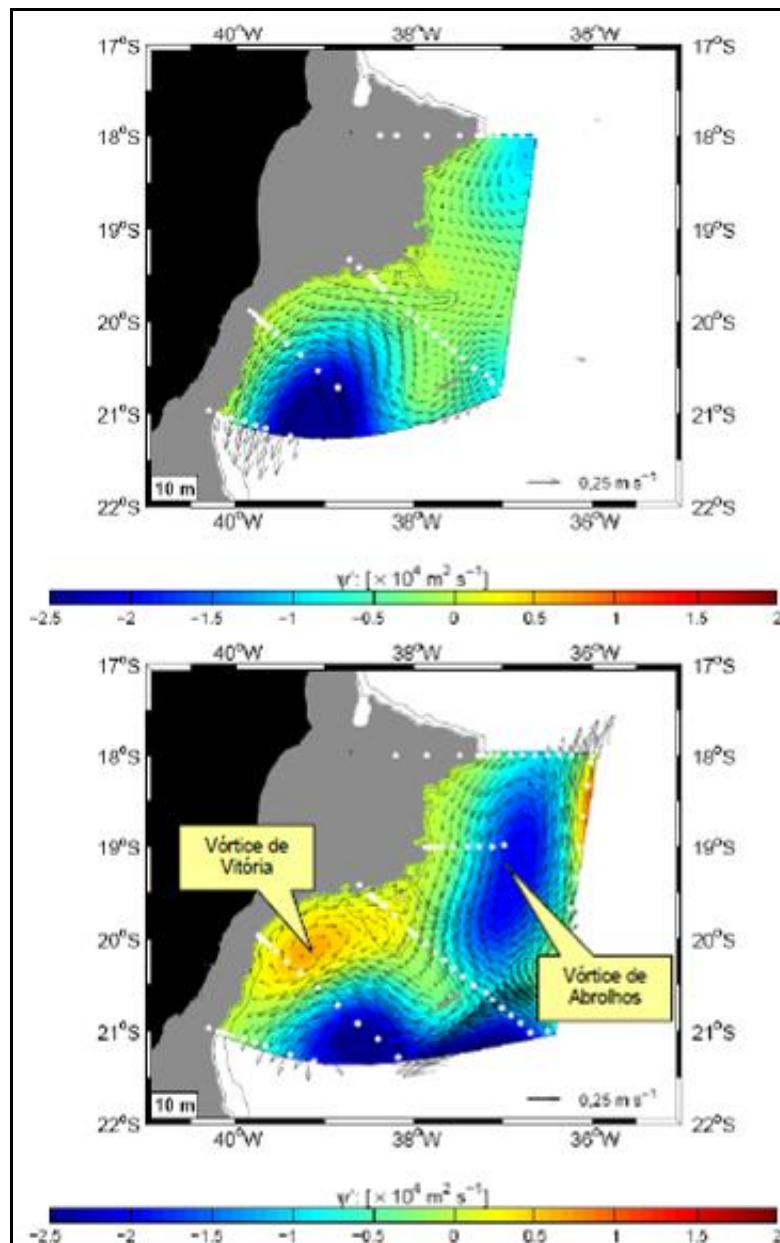 40°W 38°W 36°W
17°S 17°S
18°S 18°S
19°S 19°S
20°S 20°S
21°S 21°S
22°S 22°S
10 m 0,25 m s⁻¹
40°W 38°W 36°W
ψ': [× 10⁴ m² s⁻¹]
−2.5 −2 −1.5 −1 −0.5 0 0.5 1 1.5 2
40°W 38°W 36°W
17°S 17°S
18°S 18°S
19°S 19°S
Vórtice de
Vitória
20°S 20°S
Vórtice de
Abrolhos
21°S 21°S
22°S 22°S
10 m 0,25 m s⁻¹
40°W 38°W 36°W
ψ': [× 10⁴ m² s⁻¹]
−2.5 −2 −1.5 −1 −0.5 0 0.5 1 1.5 2